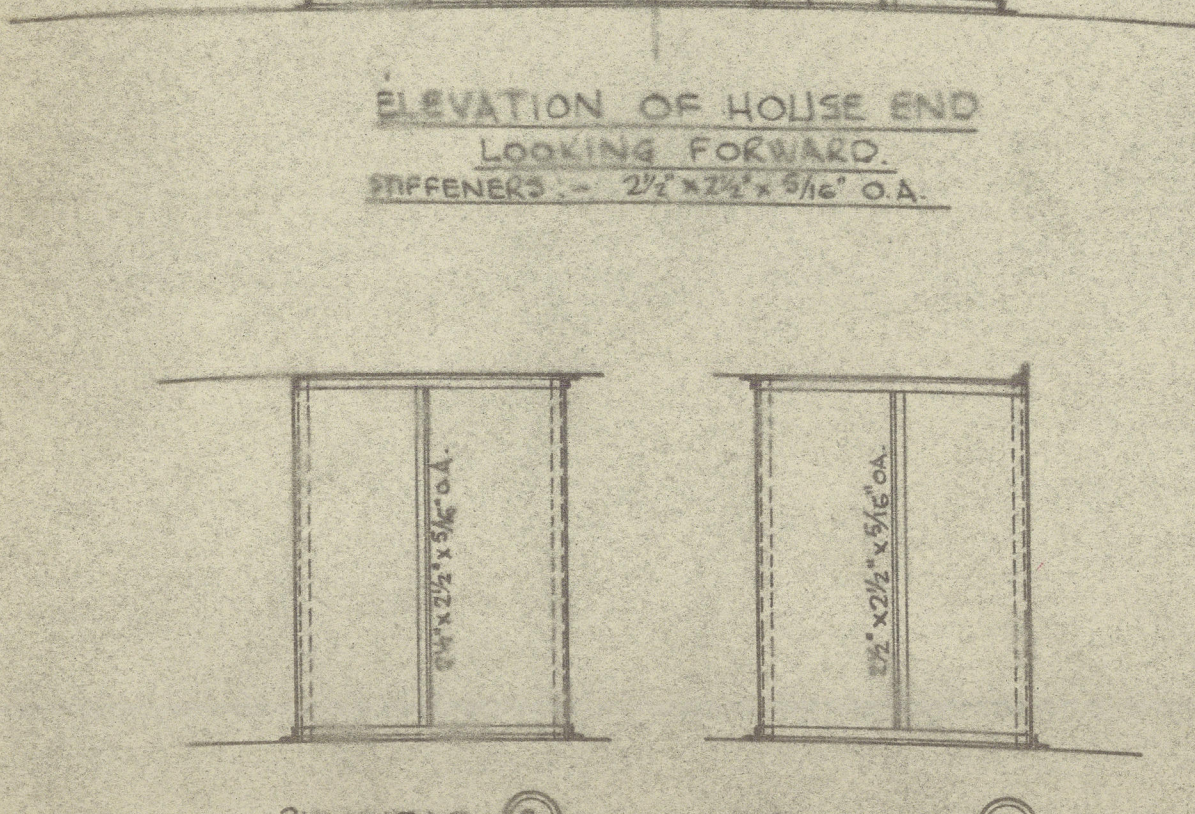 ELEVATION OF HOUSE END
LOOKING FORWARD.
STIFFENERS :- 2½" x 2½" x 5/16" O.A.
2½" x 2½" x 5/16" O.A.
2½" x 2½" x 5/16" O.A.